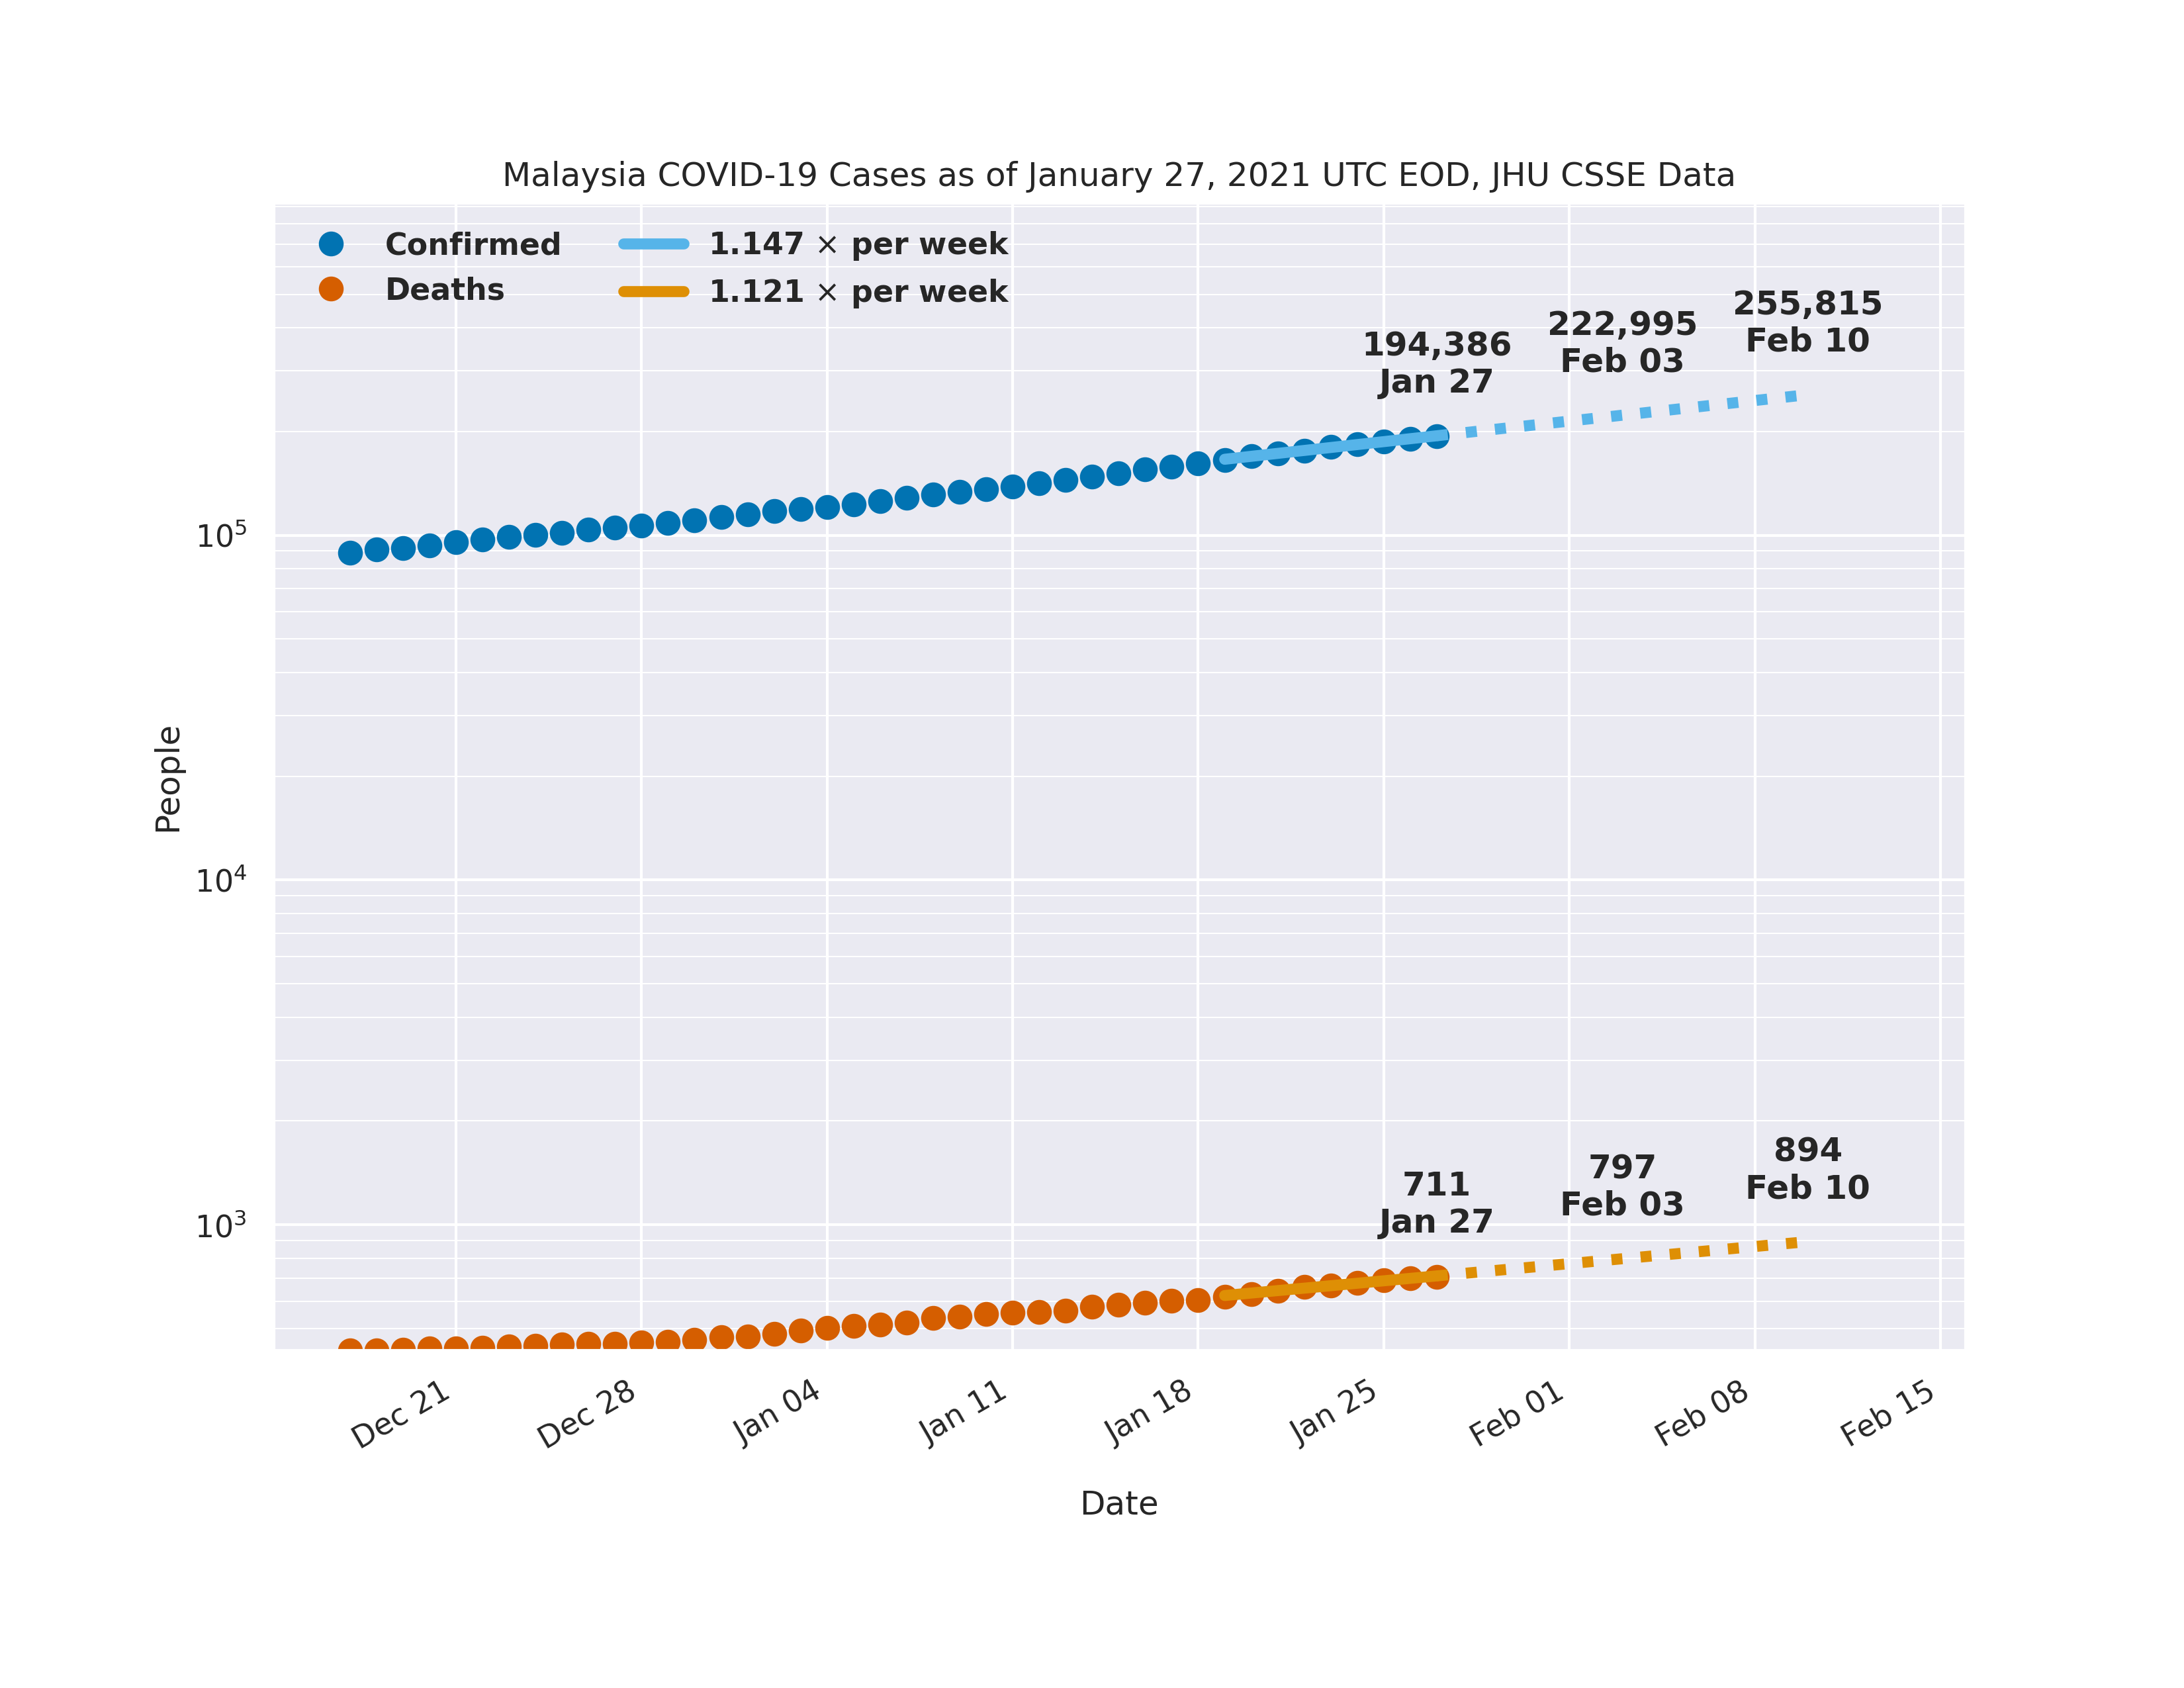 Malaysia COVID-19 Cases as of January 27, 2021 UTC EOD, JHU CSSE Data
Confirmed
Deaths
1.147 × per week
1.121 × per week
194,386
Jan 27
222,995
Feb 03
255,815
Feb 10
711
Jan 27
797
Feb 03
894
Feb 10
People
10⁵
10⁴
10³
Dec 21
Dec 28
Jan 04
Jan 11
Jan 18
Jan 25
Feb 01
Feb 08
Feb 15
Date